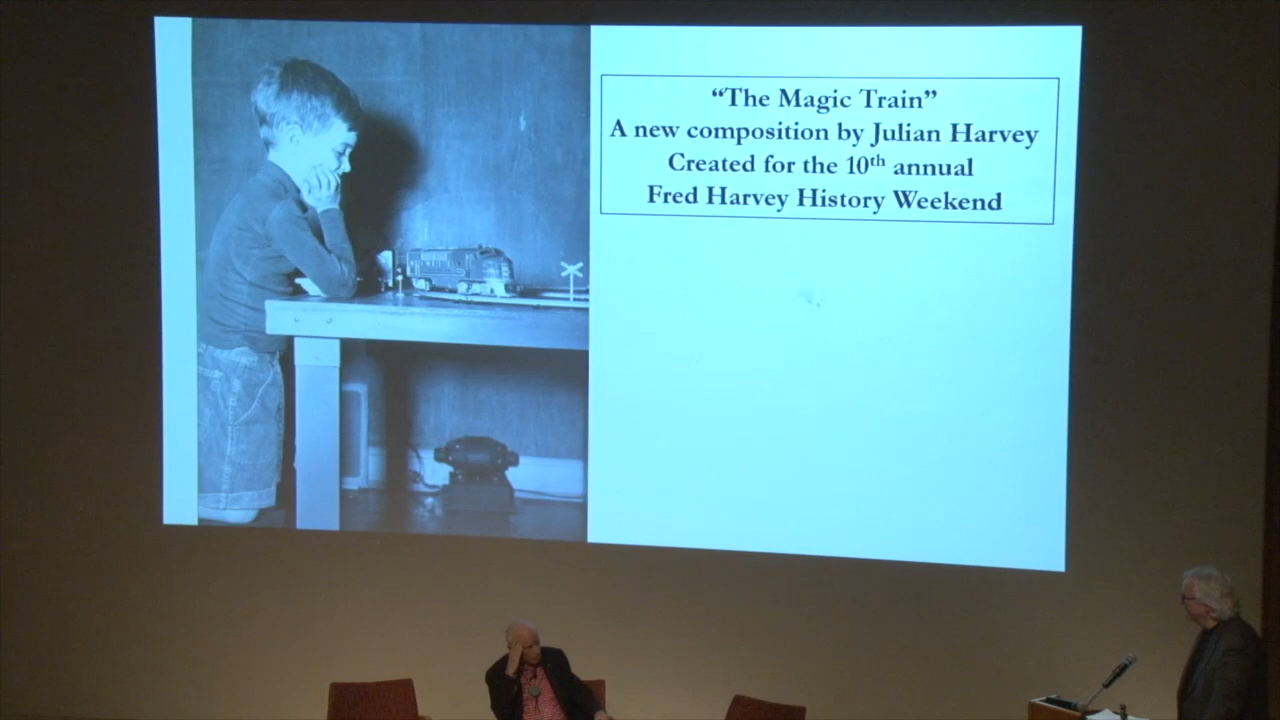 “The Magic Train”
A new composition by Julian Harvey
Created for the 10th annual
Fred Harvey History Weekend